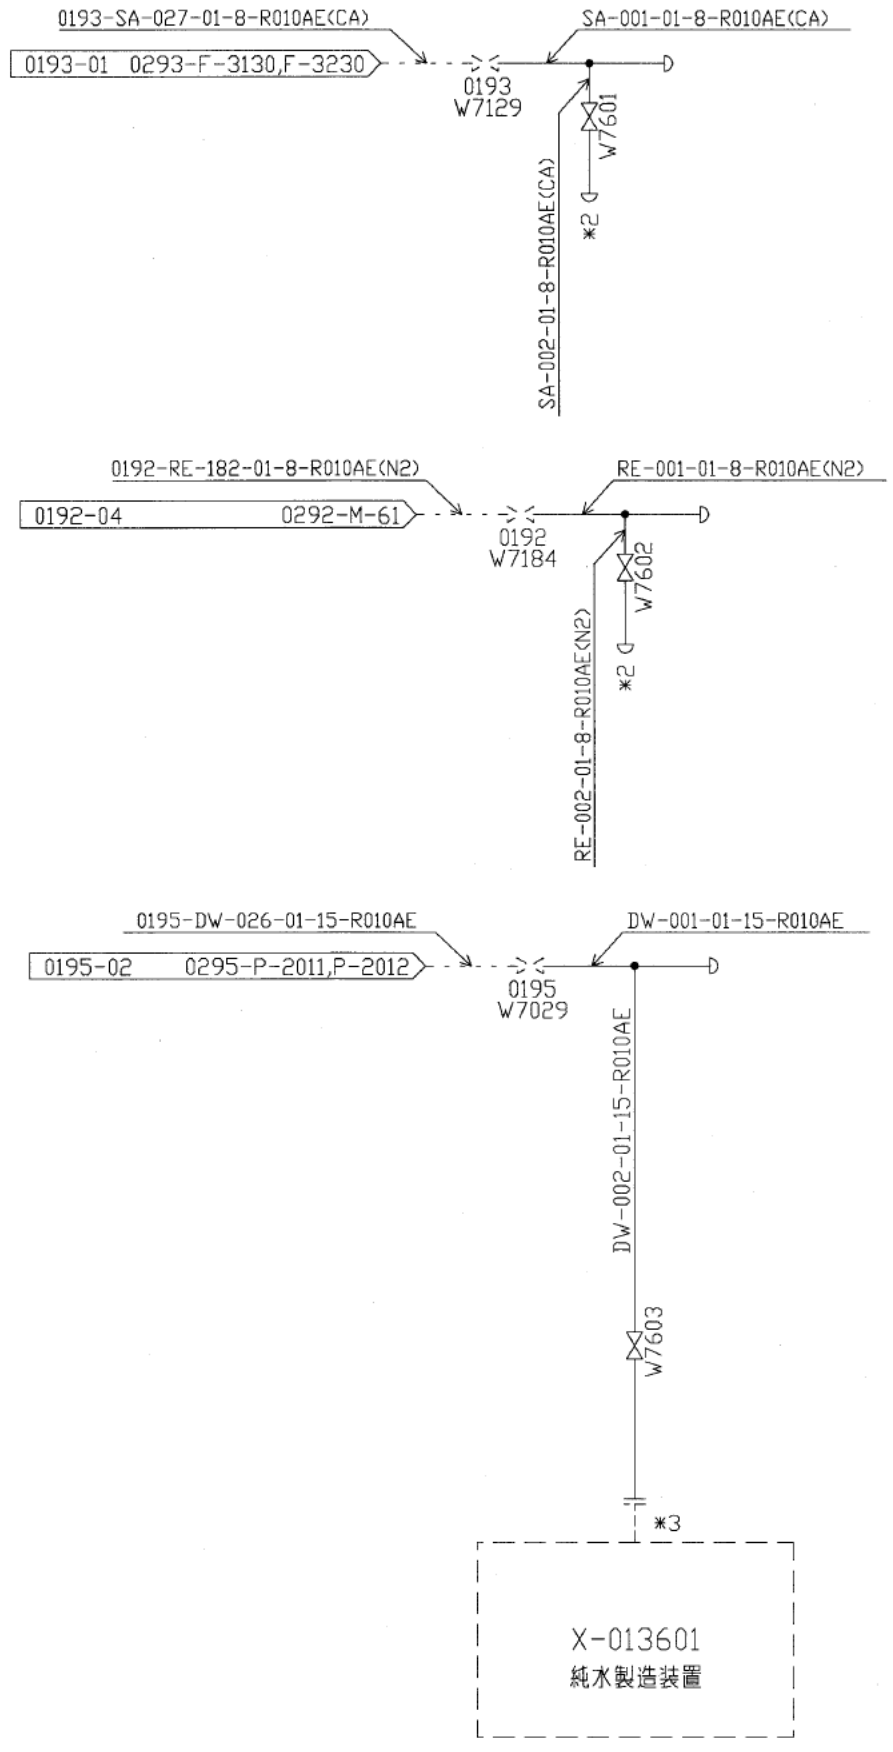 0193-SA-027-01-8-R010AE(CA)
SA-001-01-8-R010AE(CA)
0193-01 0293-F-3130,F-3230
0193
W7129
W7601
SA-002-01-8-R010AE(CA)
*2
0192-RE-182-01-8-R010AE(N2)
RE-001-01-8-R010AE(N2)
0192-04 0292-M-61
0192
W7184
W7602
RE-002-01-8-R010AE(N2)
*2
0195-DW-026-01-15-R010AE
DW-001-01-15-R010AE
0195-02 0295-P-2011,P-2012
0195
W7029
DW-002-01-15-R010AE
W7603
*3
X-013601
純水製造装置